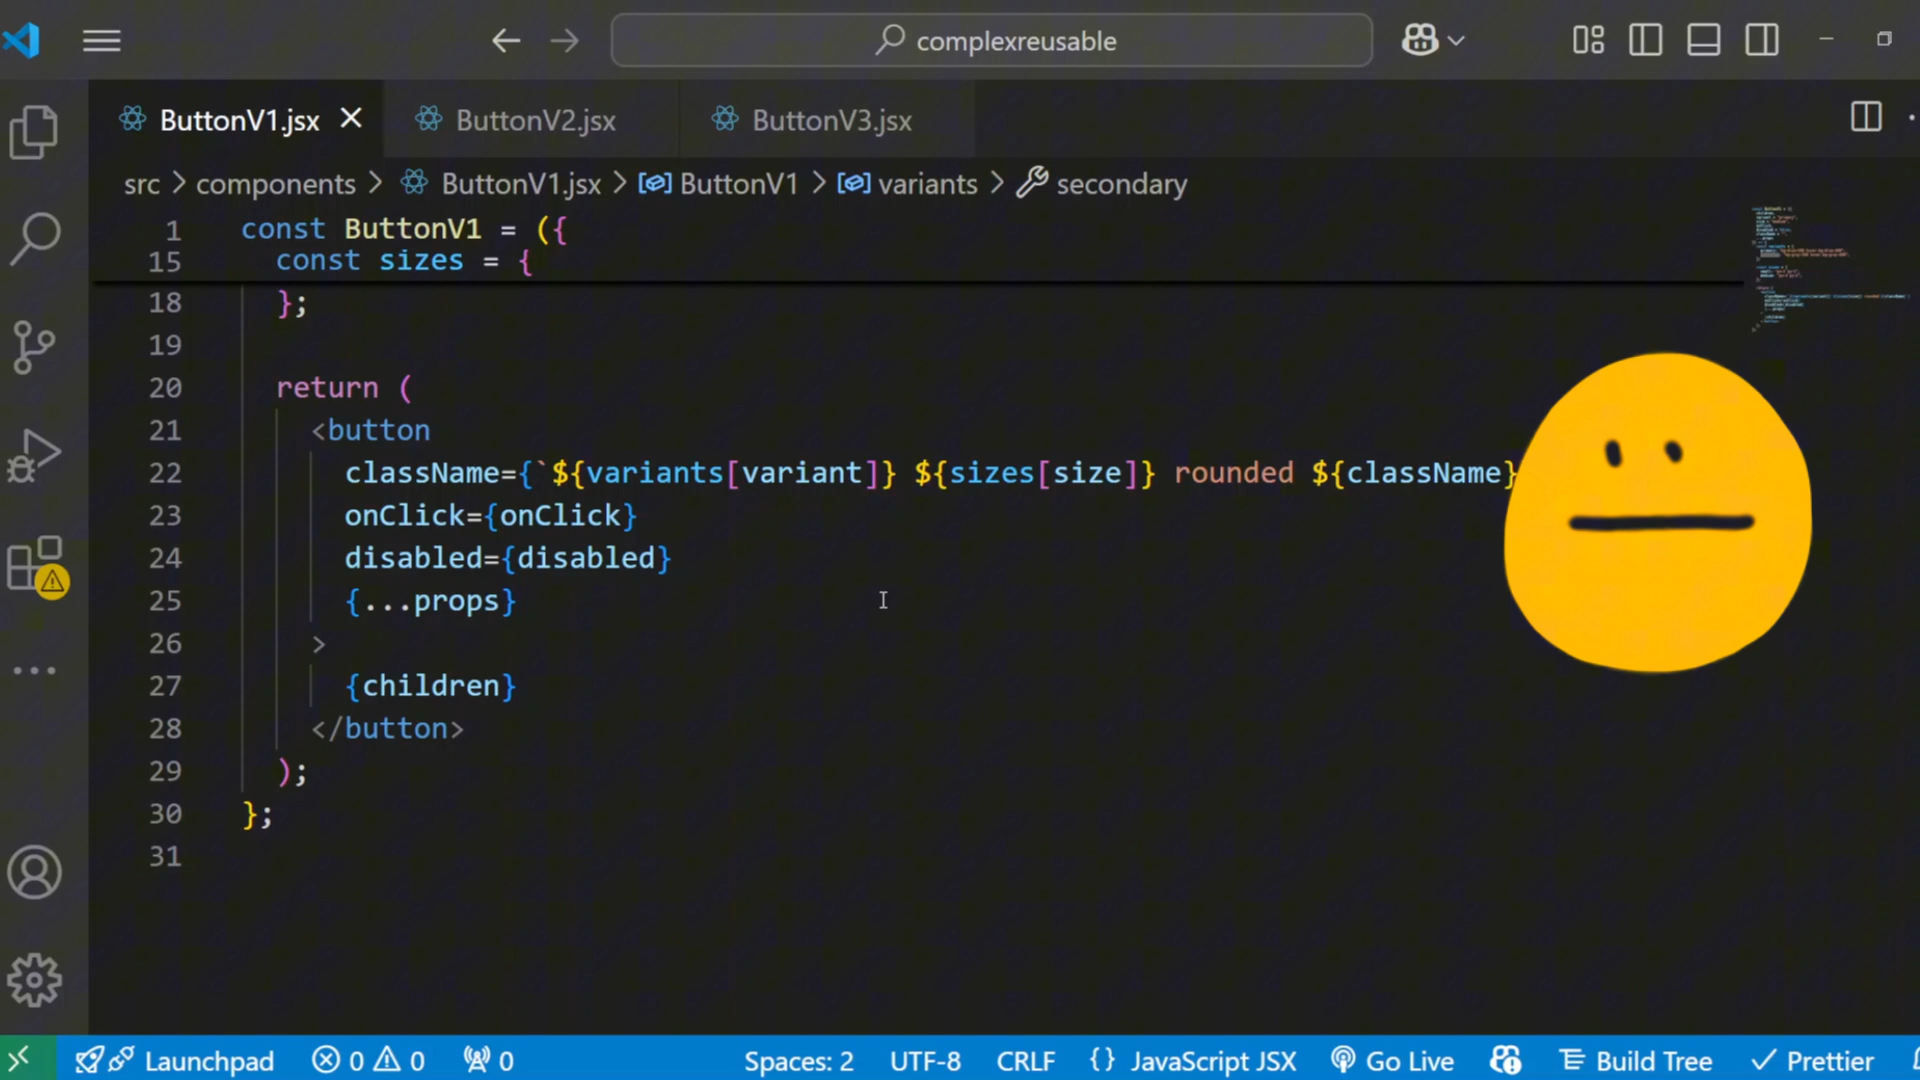 complexreusable
ButtonV1.jsx ButtonV2.jsx ButtonV3.jsx
src > components > ButtonV1.jsx > ButtonV1 > variants > secondary
1 const ButtonV1 = ({
15 const sizes = {
18 };
19
20 return (
21 <button
22 className={`${variants[variant]} ${sizes[size]} rounded ${className}
23 onClick={onClick}
24 disabled={disabled}
25 {...props}
26 >
27 {children}
28 </button>
29 );
30 };
31
Launchpad 0 0 0 Spaces: 2 UTF-8 CRLF {} JavaScript JSX Go Live Build Tree Prettier